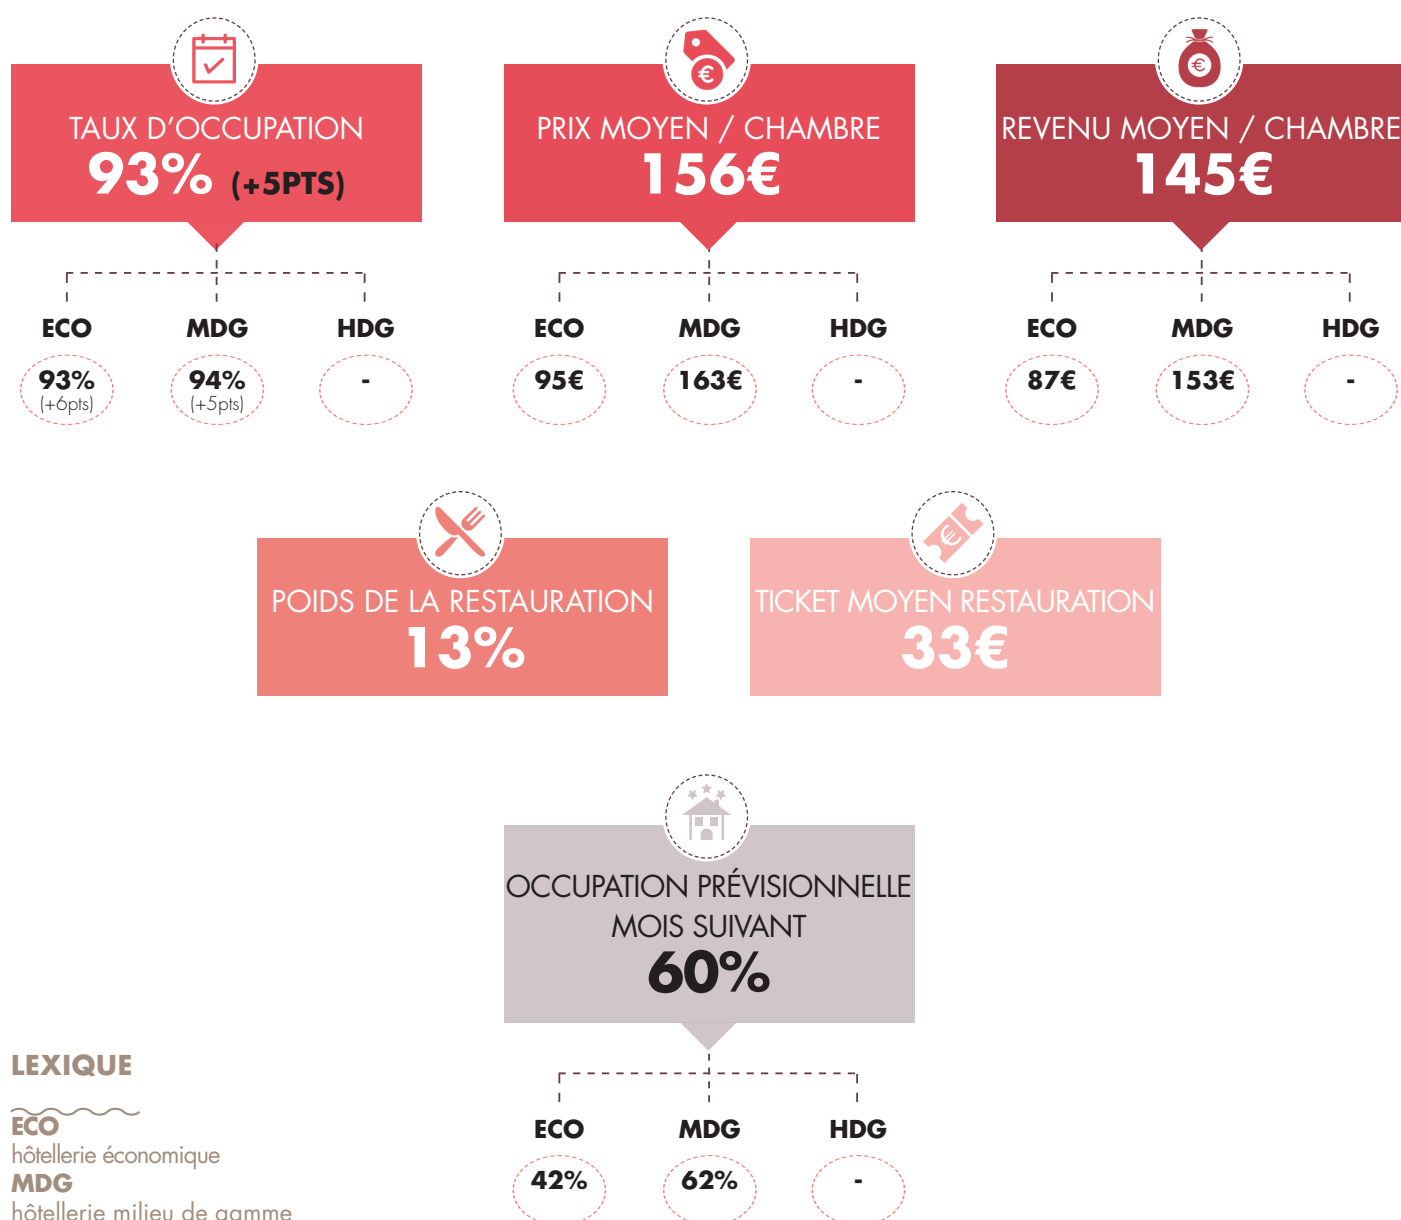 TAUX D'OCCUPATION
93% (+5PTS)
ECO MDG HDG
93% 94% -
(+6pts) (+5pts)
PRIX MOYEN / CHAMBRE
156€
ECO MDG HDG
95€ 163€ -
REVENU MOYEN / CHAMBRE
145€
ECO MDG HDG
87€ 153€ -
POIDS DE LA RESTAURATION
13%
TICKET MOYEN RESTAURATION
33€
OCCUPATION PRÉVISIONNELLE
MOIS SUIVANT
60%
ECO MDG HDG
42% 62% -
LEXIQUE
ECO
hôtellerie économique
MDG
hôtellerie milieu de gamme